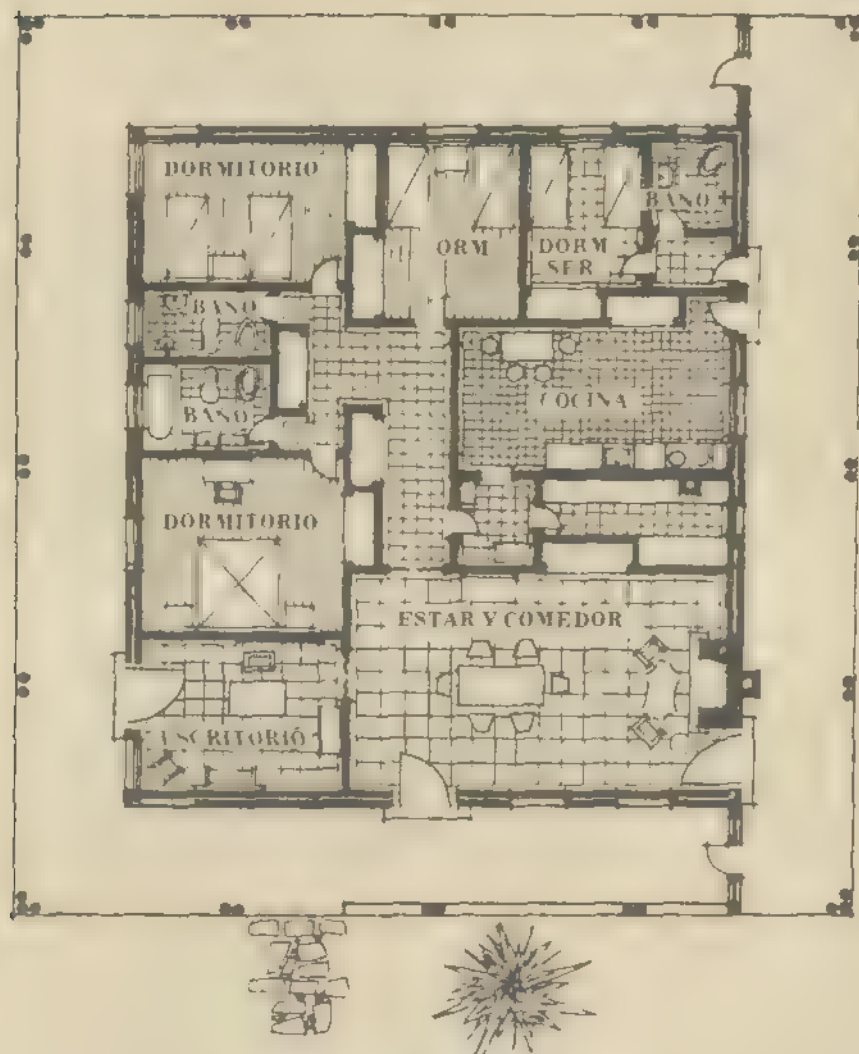 DORMITORIO
ORM
DORM
SER
BANO
BANO
COCINA
BANO
DORMITORIO
ESTAR Y COMEDOR
ESCRITORIO